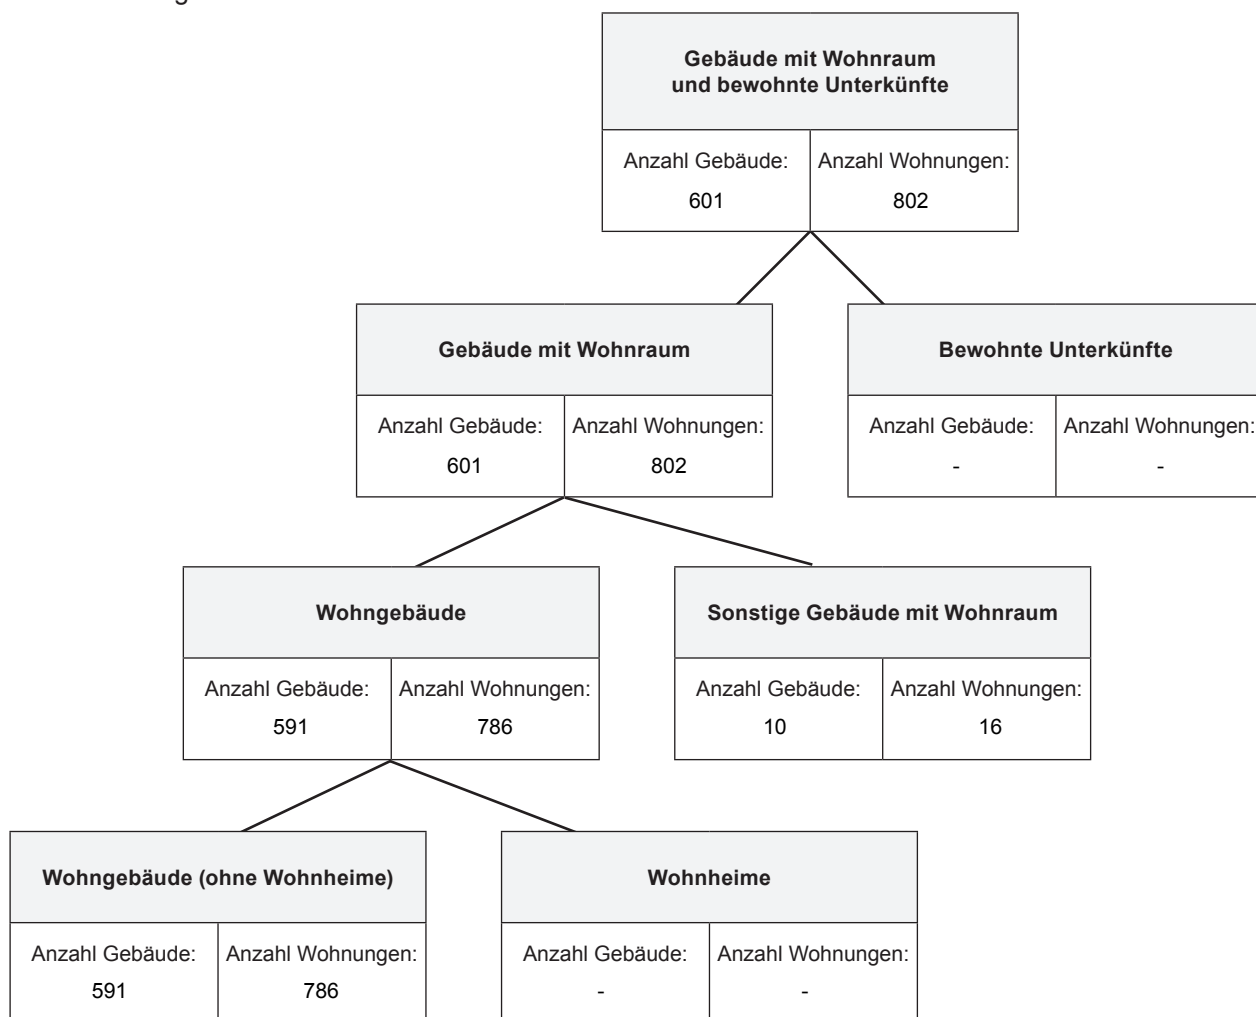 Gebäude mit Wohnraum
und bewohnte Unterkünfte
Anzahl Gebäude: Anzahl Wohnungen:
601 802
Gebäude mit Wohnraum
Anzahl Gebäude: Anzahl Wohnungen:
601 802
Bewohnte Unterkünfte
Anzahl Gebäude: Anzahl Wohnungen:
- -
Wohngebäude
Anzahl Gebäude: Anzahl Wohnungen:
591 786
Sonstige Gebäude mit Wohnraum
Anzahl Gebäude: Anzahl Wohnungen:
10 16
Wohngebäude (ohne Wohnheime)
Anzahl Gebäude: Anzahl Wohnungen:
591 786
Wohnheime
Anzahl Gebäude: Anzahl Wohnungen:
- -